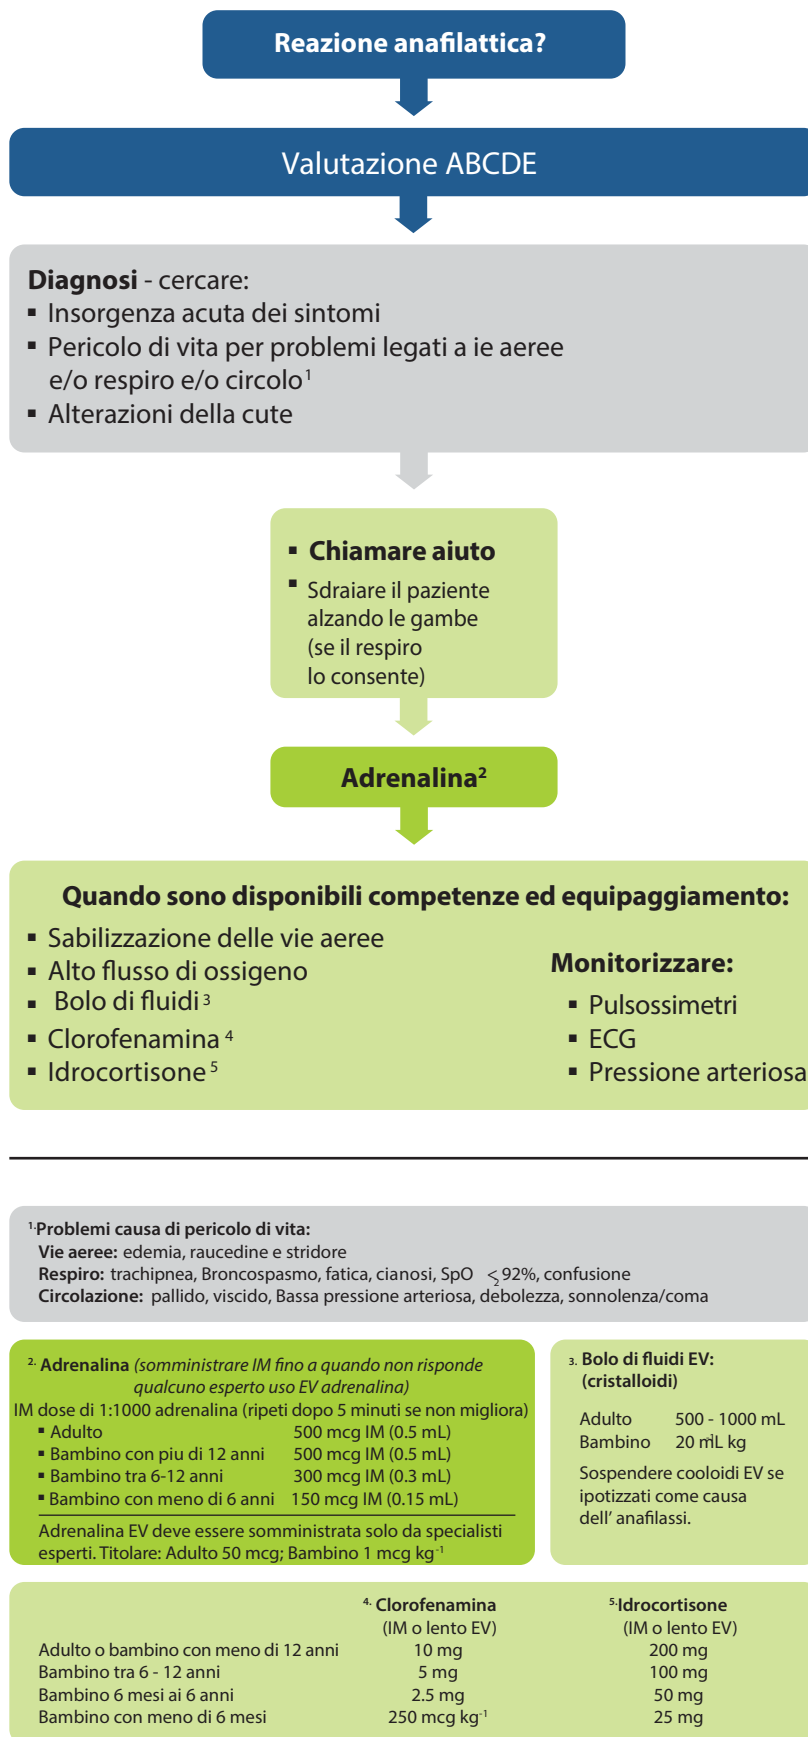 Reazione anafilattica?
Valutazione ABCDE
Diagnosi - cercare:
▪ Insorgenza acuta dei sintomi
▪ Pericolo di vita per problemi legati a ie aeree
e/o respiro e/o circolo¹
▪ Alterazioni della cute
▪ Chiamare aiuto
▪ Sdraiare il paziente
alzando le gambe
(se il respiro
lo consente)
Adrenalina²
Quando sono disponibili competenze ed equipaggiamento:
▪ Sabilizzazione delle vie aeree
▪ Alto flusso di ossigeno
▪ Bolo di fluidi ³
▪ Clorofenamina ⁴
▪ Idrocortisone ⁵
Monitorizzare:
▪ Pulsossimetri
▪ ECG
▪ Pressione arteriosa
¹·Problemi causa di pericolo di vita:
Vie aeree: edemia, raucedine e stridore
Respiro: trachipnea, Broncospasmo, fatica, cianosi, SpO₂ < 92%, confusione
Circolazione: pallido, viscido, Bassa pressione arteriosa, debolezza, sonnolenza/coma
²· Adrenalina (somministrare IM fino a quando non risponde
qualcuno esperto uso EV adrenalina)
IM dose di 1:1000 adrenalina (ripeti dopo 5 minuti se non migliora)
▪ Adulto 500 mcg IM (0.5 mL)
▪ Bambino con piu di 12 anni 500 mcg IM (0.5 mL)
▪ Bambino tra 6-12 anni 300 mcg IM (0.3 mL)
▪ Bambino con meno di 6 anni 150 mcg IM (0.15 mL)
Adrenalina EV deve essere somministrata solo da specialisti
esperti. Titolare: Adulto 50 mcg; Bambino 1 mcg kg⁻¹
³· Bolo di fluidi EV:
(cristalloidi)
Adulto 500 - 1000 mL
Bambino 20 mL kg⁻¹
Sospendere cooloidi EV se
ipotizzati come causa
dell' anafilassi.
⁴· Clorofenamina ⁵·Idrocortisone
(IM o lento EV) (IM o lento EV)
Adulto o bambino con meno di 12 anni 10 mg 200 mg
Bambino tra 6 - 12 anni 5 mg 100 mg
Bambino 6 mesi ai 6 anni 2.5 mg 50 mg
Bambino con meno di 6 mesi 250 mcg kg⁻¹ 25 mg